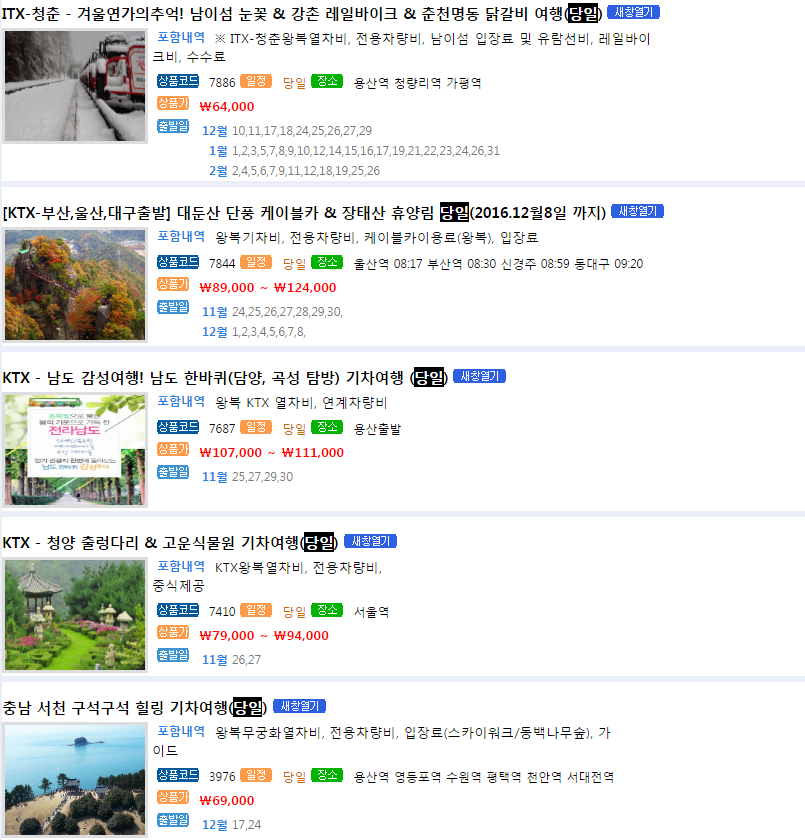 ITX-청춘 - 겨울연가의추억! 남이섬 눈꽃 & 강촌 레일바이크 & 춘천명동 닭갈비 여행(당일) 새창열기
포함내역 ※ ITX-청춘왕복열차비, 전용차량비, 남이섬 입장료 및 유람선비, 레일바이
크비, 수수료
상품코드 7886 일정 당일 장소 용산역 청량리역 가평역
상품가 ₩64,000
출발일 12월 10,11,17,18,24,25,26,27,29
1월 1,2,3,5,7,8,9,10,12,14,15,16,17,19,21,22,23,24,26,31
2월 2,4,5,6,7,9,11,12,18,19,25,26
[KTX-부산,울산,대구출발] 대둔산 단풍 케이블카 & 장태산 휴양림 당일(2016.12월8일 까지) 새창열기
포함내역 왕복기차비, 전용차량비, 케이블카이용료(왕복), 입장료
상품코드 7844 일정 당일 장소 울산역 08:17 부산역 08:30 신경주 08:59 동대구 09:20
상품가 ₩89,000 ~ ₩124,000
출발일 11월 24,25,26,27,28,29,30,
12월 1,2,3,4,5,6,7,8,
KTX - 남도 감성여행! 남도 한바퀴(담양, 곡성 탐방) 기차여행 (당일) 새창열기
포함내역 왕복 KTX 열차비, 연계차량비
전라남도
상품코드 7687 일정 당일 장소 용산출발
상품가 ₩107,000 ~ ₩111,000
출발일 11월 25,27,29,30
KTX - 청양 출렁다리 & 고운식물원 기차여행(당일) 새창열기
포함내역 KTX왕복열차비, 전용차량비,
중식제공
상품코드 7410 일정 당일 장소 서울역
상품가 ₩79,000 ~ ₩94,000
출발일 11월 26,27
충남 서천 구석구석 힐링 기차여행(당일) 새창열기
포함내역 왕복무궁화열차비, 전용차량비, 입장료(스카이워크/동백나무숲), 가
이드
상품코드 3976 일정 당일 장소 용산역 영등포역 수원역 평택역 천안역 서대전역
상품가 ₩69,000
출발일 12월 17,24